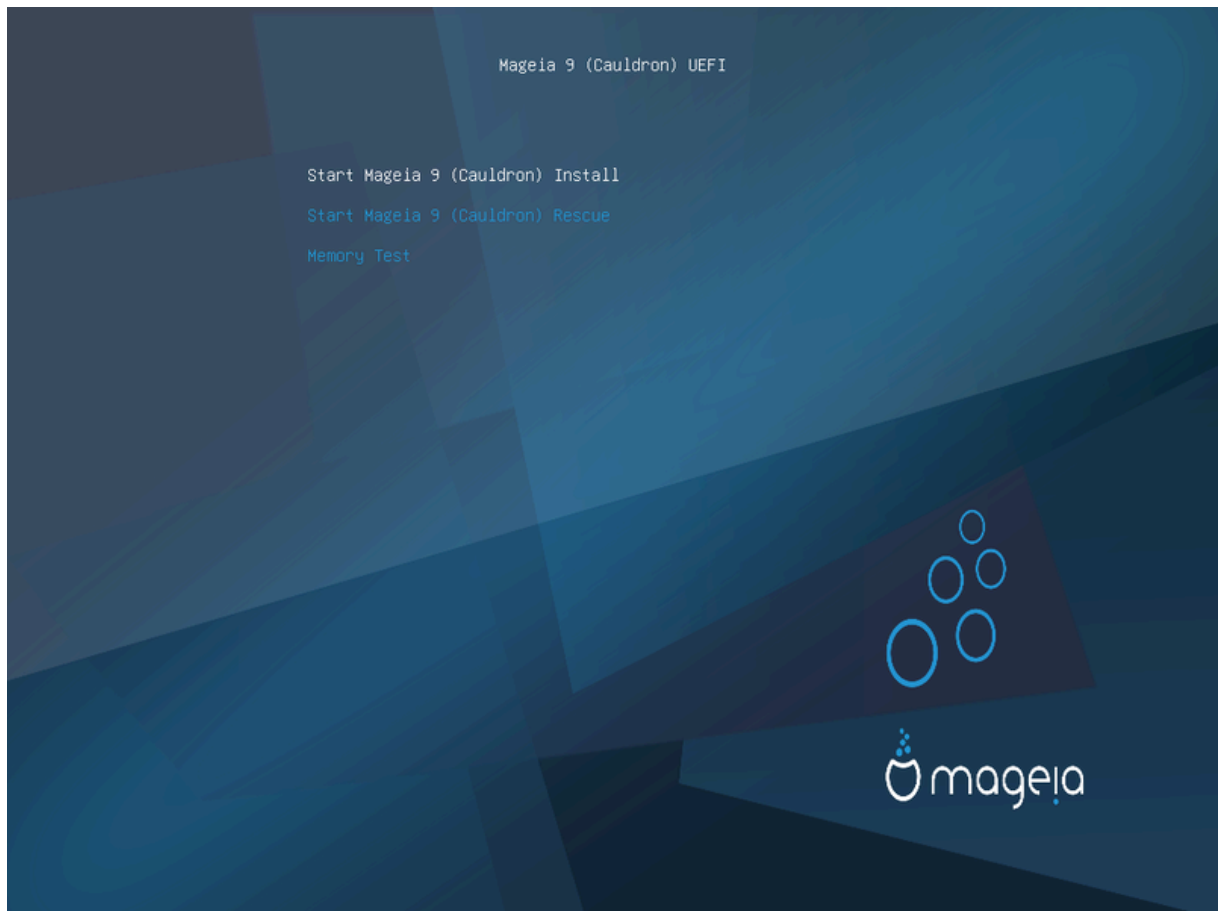 Mageia 9 (Cauldron) UEFI
Start Mageia 9 (Cauldron) Install
Start Mageia 9 (Cauldron) Rescue
Memory Test
mageia